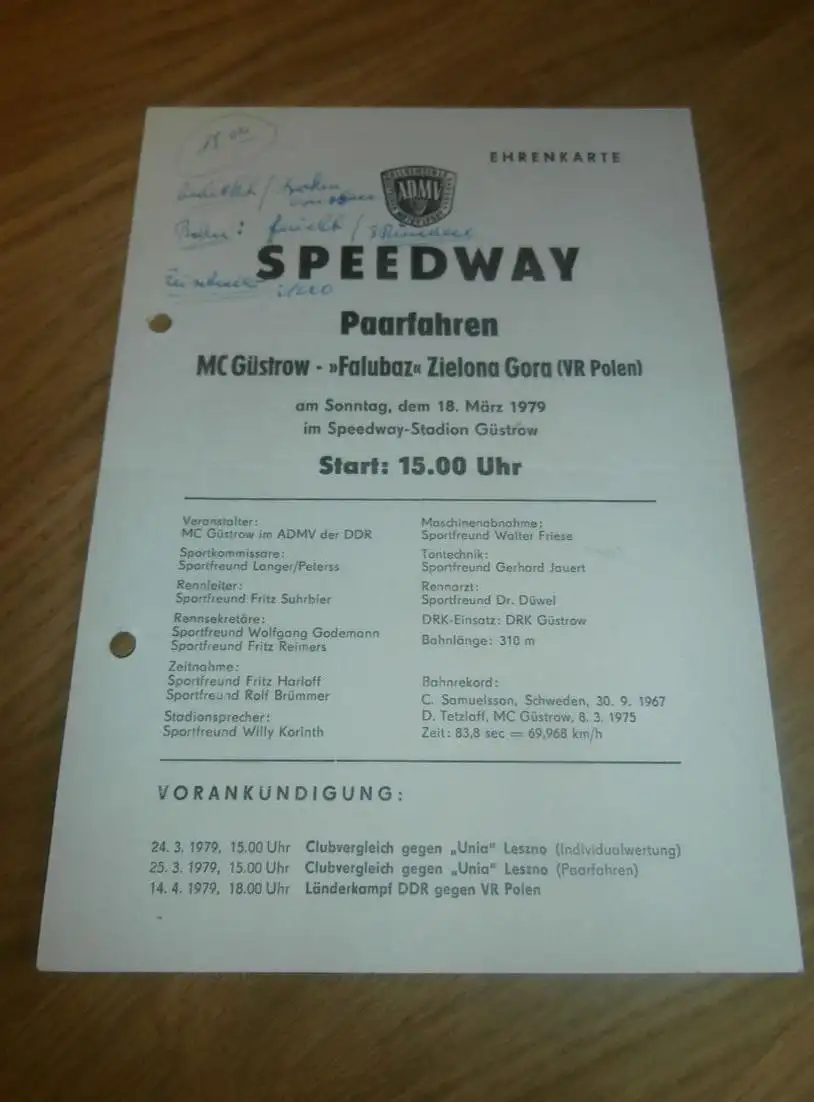 15 00
EHRENKARTE
ADMV
SPEEDWAY
Paarfahren
MC Güstrow - »Falubaz« Zielona Gora (VR Polen)
am Sonntag, dem 18. März 1979
im Speedway-Stadion Güstrow
Start: 15.00 Uhr
Veranstalter:
MC Güstrow im ADMV der DDR
Sportkommissare:
Sportfreund Langer/Peterss
Rennleiter:
Sportfreund Fritz Suhrbier
Rennsekretäre:
Sportfreund Wolfgang Godemann
Sportfreund Fritz Reimers
Zeitnahme:
Sportfreund Fritz Harloff
Sportfreund Rolf Brümmer
Stadionsprecher:
Sportfreund Willy Korinth
Maschinenabnahme:
Sportfreund Walter Friese
Tontechnik:
Sportfreund Gerhard Jauert
Rennarzt:
Sportfreund Dr. Düwel
DRK-Einsatz: DRK Güstrow
Bahnlänge: 310 m
Bahnrekord:
C. Samuelsson, Schweden, 30. 9. 1967
D. Tetzlaff, MC Güstrow, 8. 3. 1975
Zeit: 83,8 sec = 69,968 km/h
VORANKÜNDIGUNG:
24. 3. 1979, 15.00 Uhr Clubvergleich gegen „Unia“ Leszno (Individualwertung)
25. 3. 1979, 15.00 Uhr Clubvergleich gegen „Unia“ Leszno (Paarfahren)
14. 4. 1979, 18.00 Uhr Länderkampf DDR gegen VR Polen